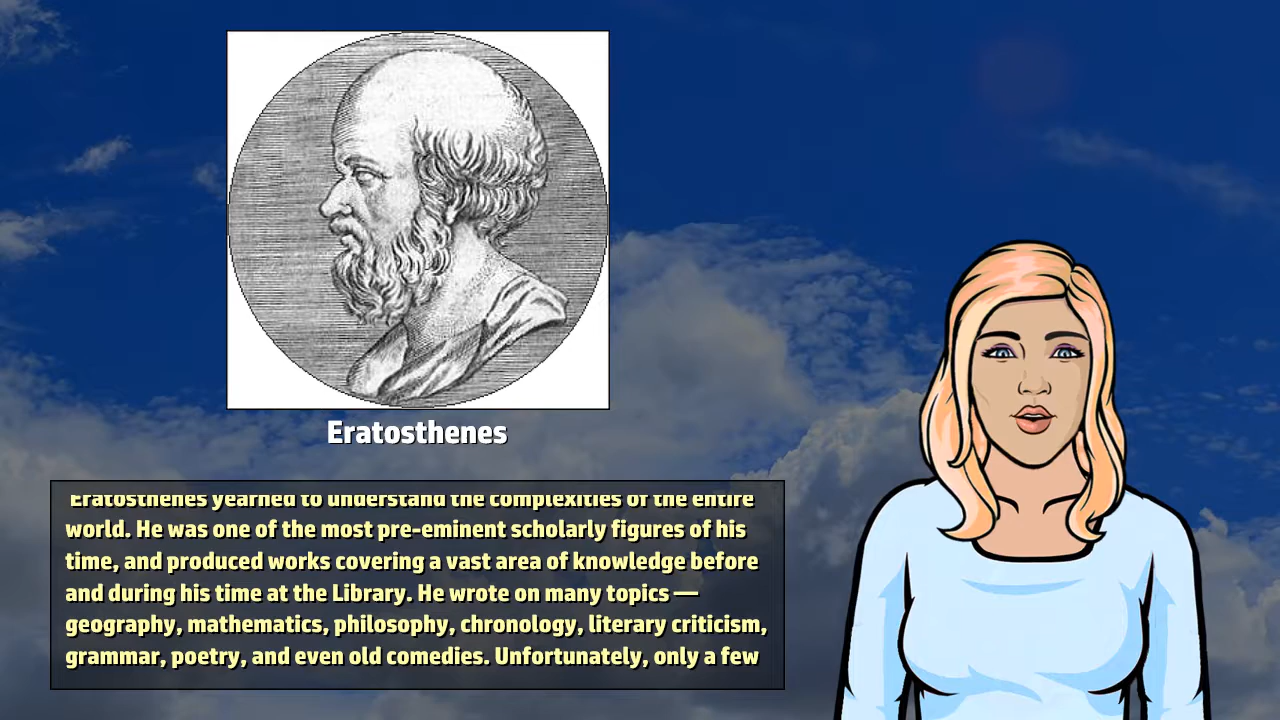 Eratosthenes
Eratosthenes yearned to understand the complexities of the entire
world. He was one of the most pre-eminent scholarly figures of his
time, and produced works covering a vast area of knowledge before
and during his time at the Library. He wrote on many topics —
geography, mathematics, philosophy, chronology, literary criticism,
grammar, poetry, and even old comedies. Unfortunately, only a few